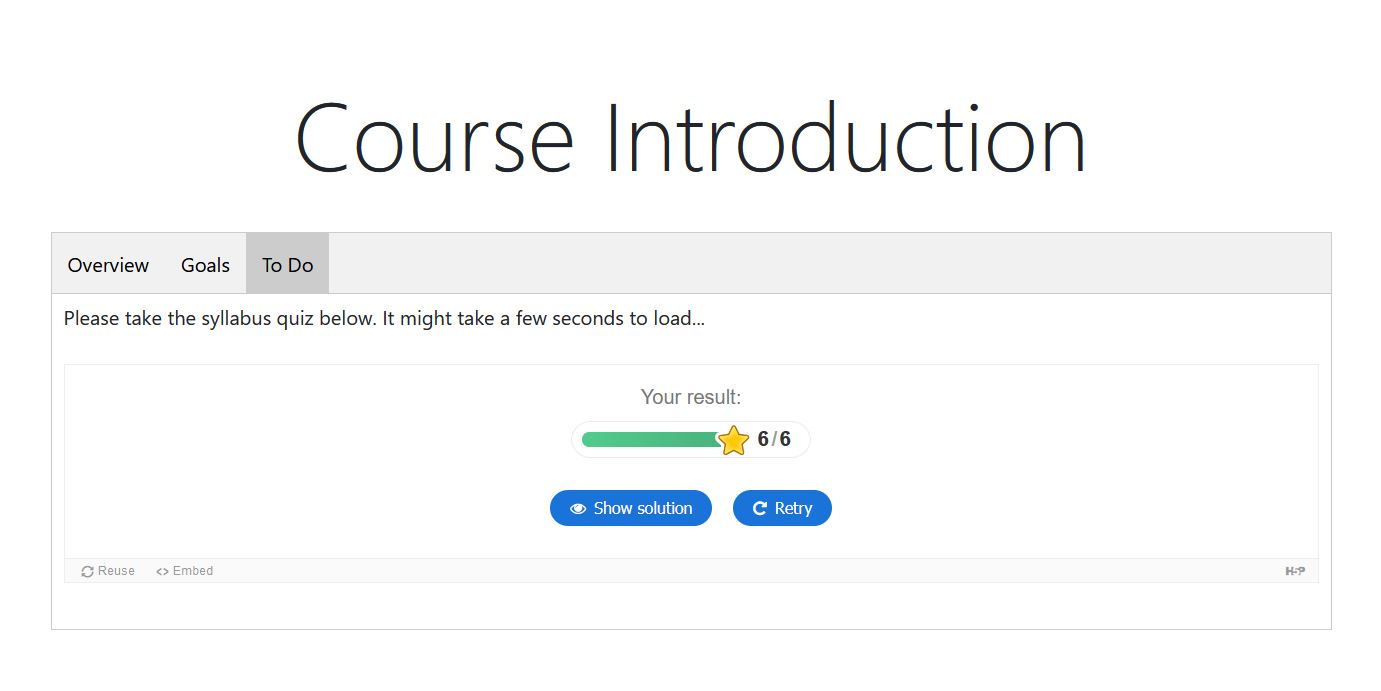 Course Introduction
Overview Goals To Do
Please take the syllabus quiz below. It might take a few seconds to load...
Your result:
6/6
Show solution Retry
Reuse <> Embed H5P